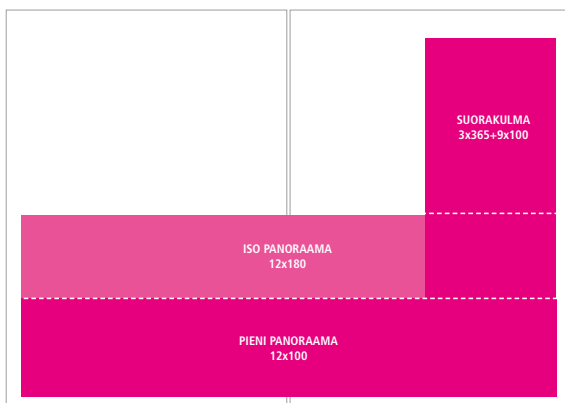 SUORAKULMA
3x365+9x100
ISO PANORAAMA
12x180
PIENI PANORAAMA
12x100